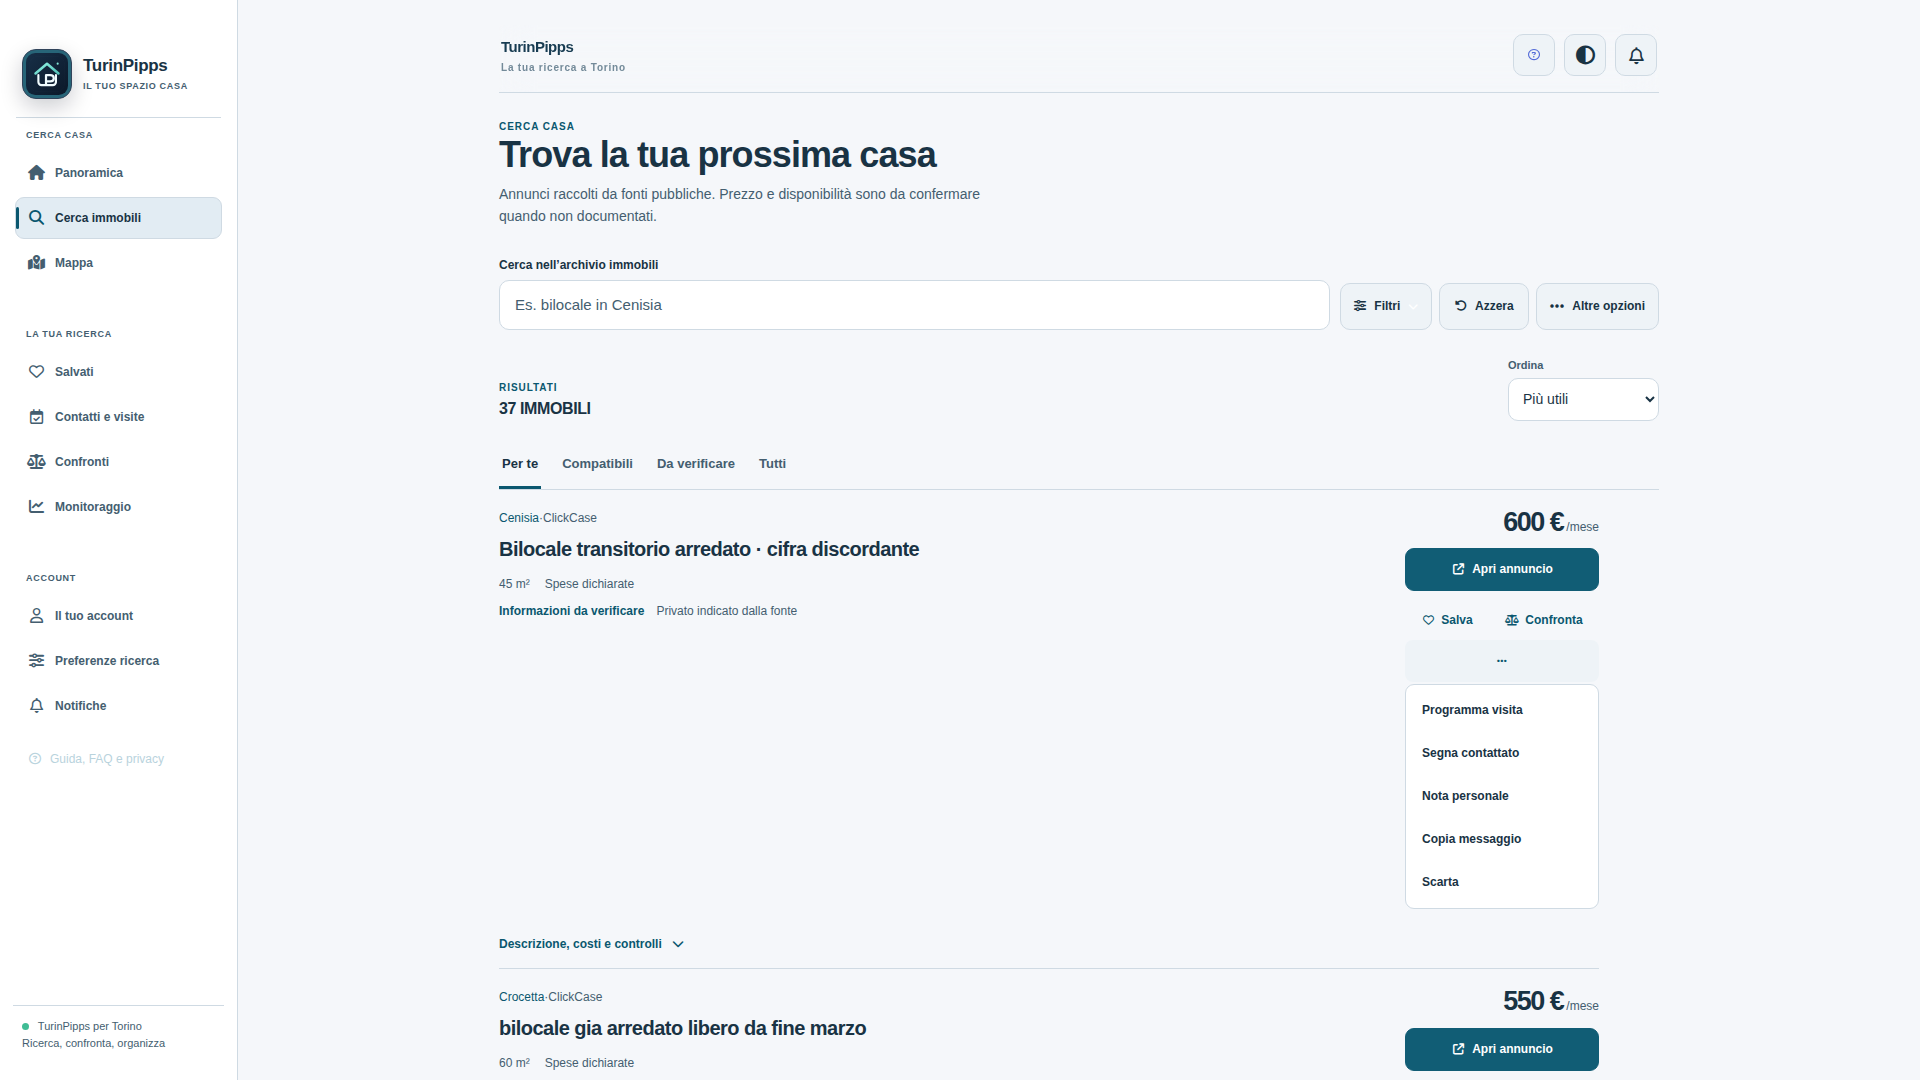 TurinPipps
IL TUO SPAZIO CASA
CERCA CASA
Panoramica
Cerca immobili
Mappa
LA TUA RICERCA
Salvati
Contatti e visite
Confronti
Monitoraggio
ACCOUNT
Il tuo account
Preferenze ricerca
Notifiche
Guida, FAQ e privacy
TurinPipps per Torino
Ricerca, confronta, organizza
TurinPipps
La tua ricerca a Torino
CERCA CASA
Trova la tua prossima casa
Annunci raccolti da fonti pubbliche. Prezzo e disponibilità sono da confermare
quando non documentati.
Cerca nell’archivio immobili
Es. bilocale in Cenisia
Filtri
Azzera
Altre opzioni
RISULTATI
37 IMMOBILI
Ordina
Più utili
Per te
Compatibili
Da verificare
Tutti
Cenisia·ClickCase
Bilocale transitorio arredato · cifra discordante
45 m² Spese dichiarate
Informazioni da verificare Privato indicato dalla fonte
600 € /mese
Apri annuncio
Salva
Confronta
···
Programma visita
Segna contattato
Nota personale
Copia messaggio
Scarta
Descrizione, costi e controlli
Crocetta·ClickCase
bilocale gia arredato libero da fine marzo
60 m² Spese dichiarate
550 € /mese
Apri annuncio